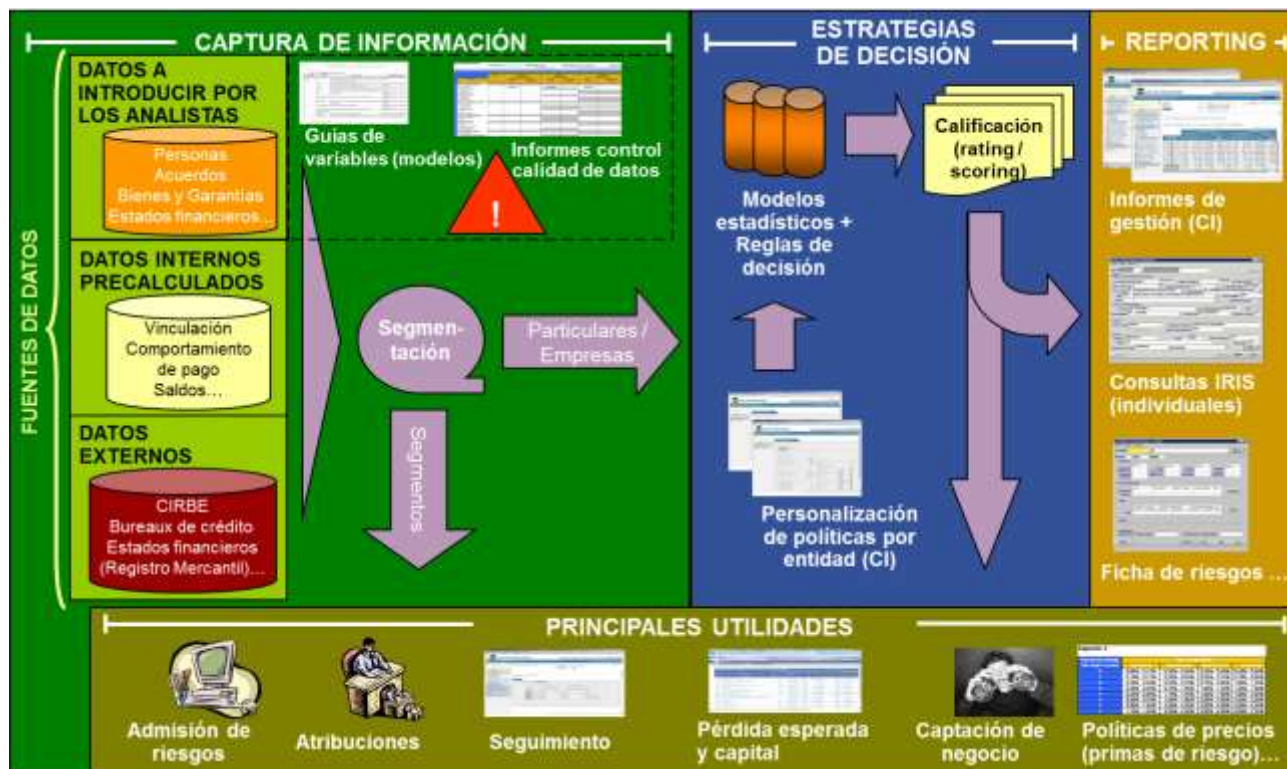 CAPTURA DE INFORMACIÓN
FUENTES DE DATOS
DATOS A
INTRODUCIR POR
LOS ANALISTAS
Personas
Acuerdos
Bienes y Garantías
Estados financieros...
DATOS INTERNOS
PRECALCULADOS
Vinculación
Comportamiento
de pago
Saldos...
DATOS
EXTERNOS
CIRBE
Bureaux de crédito
Estados financieros
(Registro Mercantil)...
Guias de
variables (modelos)
Informes control
calidad de datos
!
Segmen-
tación
Particulares /
Empresas
Segmentos
ESTRATEGIAS
DE DECISIÓN
Modelos
estadísticos +
Reglas de
decisión
Calificación
(rating /
scoring)
Personalización
de políticas por
entidad (CI)
REPORTING
Informes de
gestión (CI)
Consultas IRIS
(individuales)
Ficha de riesgos ...
PRINCIPALES UTILIDADES
Admisión de
riesgos
Atribuciones
Seguimiento
Pérdida esperada
y capital
Captación de
negocio
Políticas de precios
(primas de riesgo)...